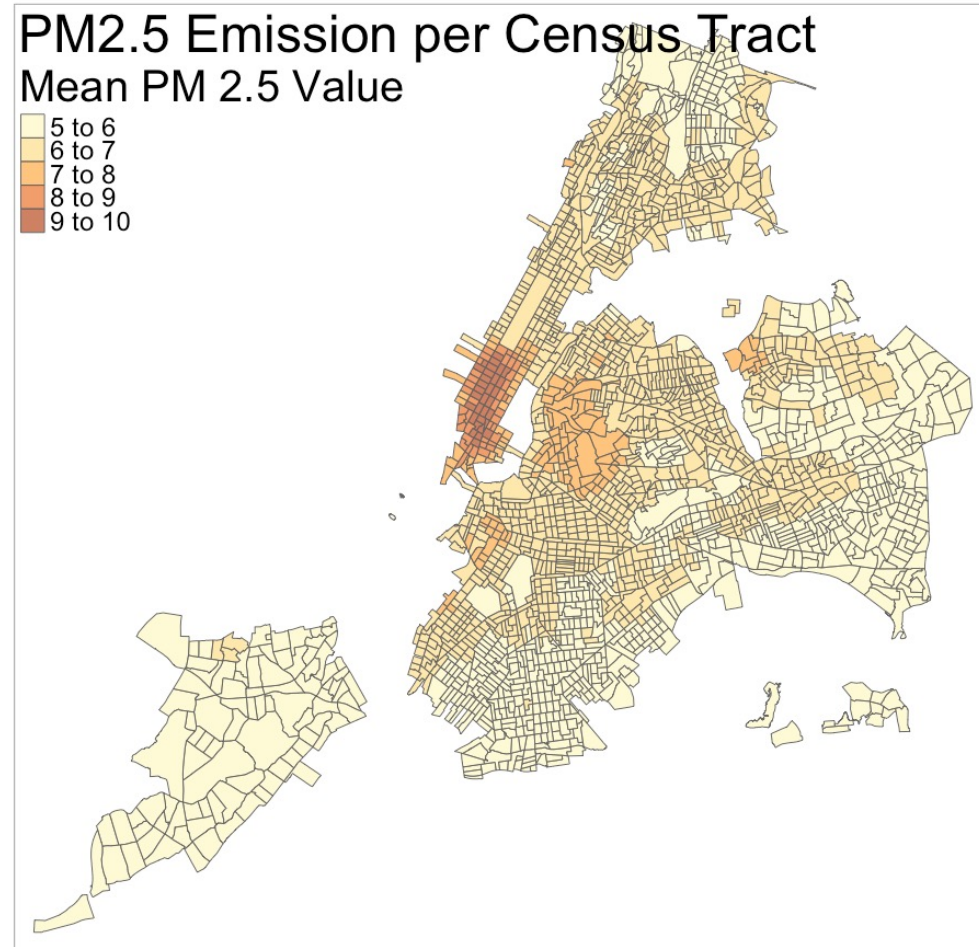 PM2.5 Emission per Census Tract
Mean PM 2.5 Value
5 to 6
6 to 7
7 to 8
8 to 9
9 to 10